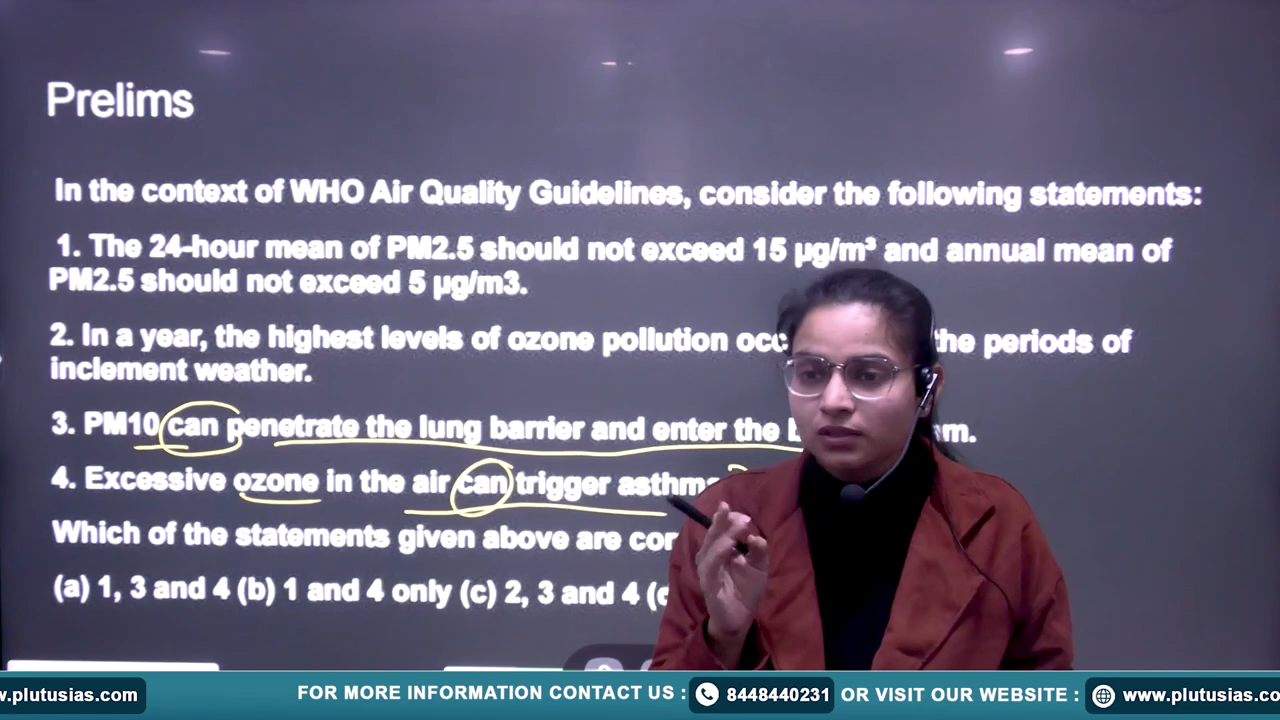 Prelims
In the context of WHO Air Quality Guidelines, consider the following statements:
1. The 24-hour mean of PM2.5 should not exceed 15 µg/m³ and annual mean of
PM2.5 should not exceed 5 µg/m3.
2. In a year, the highest levels of ozone pollution the periods of
inclement weather.
3. PM10 can penetrate the lung barrier and enter the
4. Excessive ozone in the air can trigger
Which of the statements given above are
(a) 1, 3 and 4 (b) 1 and 4 only (c) 2, 3 and 4
w.plutusias.com FOR MORE INFORMATION CONTACT US : 8448440231 OR VISIT OUR WEBSITE : www.plutusias.co